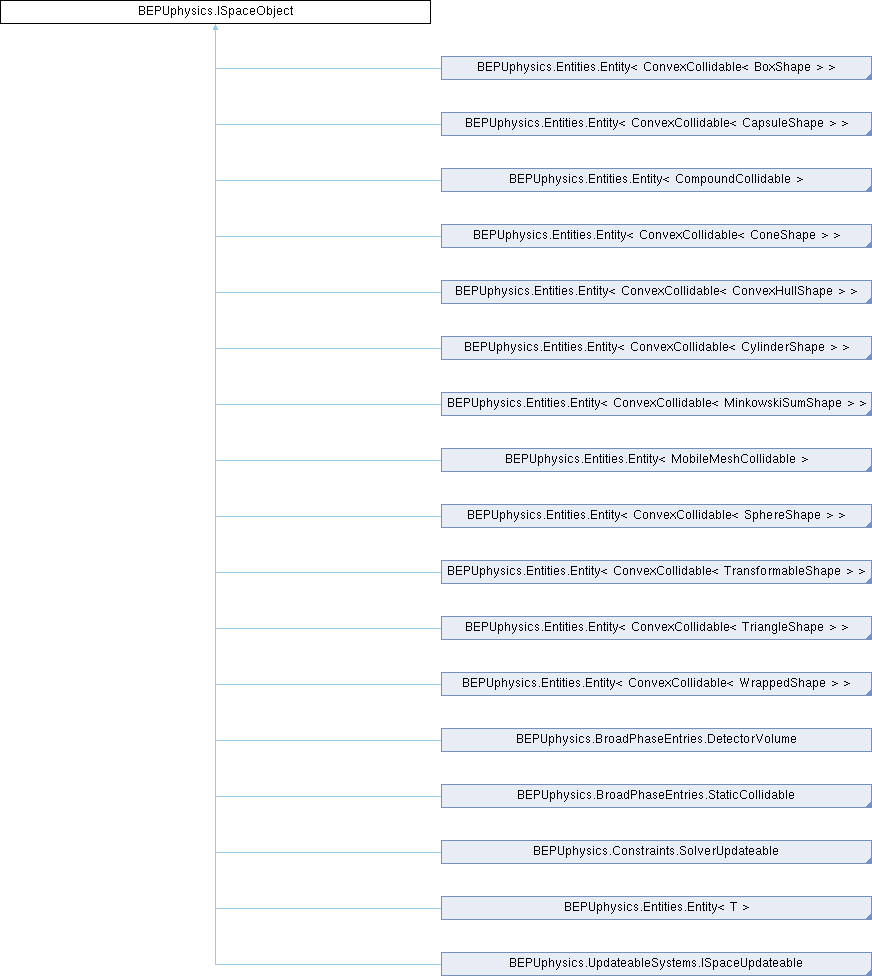 BEPUphysics.ISpaceObject
BEPUphysics.Entities.Entity< ConvexCollidable< BoxShape > >
BEPUphysics.Entities.Entity< ConvexCollidable< CapsuleShape > >
BEPUphysics.Entities.Entity< CompoundCollidable >
BEPUphysics.Entities.Entity< ConvexCollidable< ConeShape > >
BEPUphysics.Entities.Entity< ConvexCollidable< ConvexHullShape > >
BEPUphysics.Entities.Entity< ConvexCollidable< CylinderShape > >
BEPUphysics.Entities.Entity< ConvexCollidable< MinkowskiSumShape > >
BEPUphysics.Entities.Entity< MobileMeshCollidable >
BEPUphysics.Entities.Entity< ConvexCollidable< SphereShape > >
BEPUphysics.Entities.Entity< ConvexCollidable< TransformableShape > >
BEPUphysics.Entities.Entity< ConvexCollidable< TriangleShape > >
BEPUphysics.Entities.Entity< ConvexCollidable< WrappedShape > >
BEPUphysics.BroadPhaseEntries.DetectorVolume
BEPUphysics.BroadPhaseEntries.StaticCollidable
BEPUphysics.Constraints.SolverUpdateable
BEPUphysics.Entities.Entity< T >
BEPUphysics.UpdateableSystems.ISpaceUpdateable